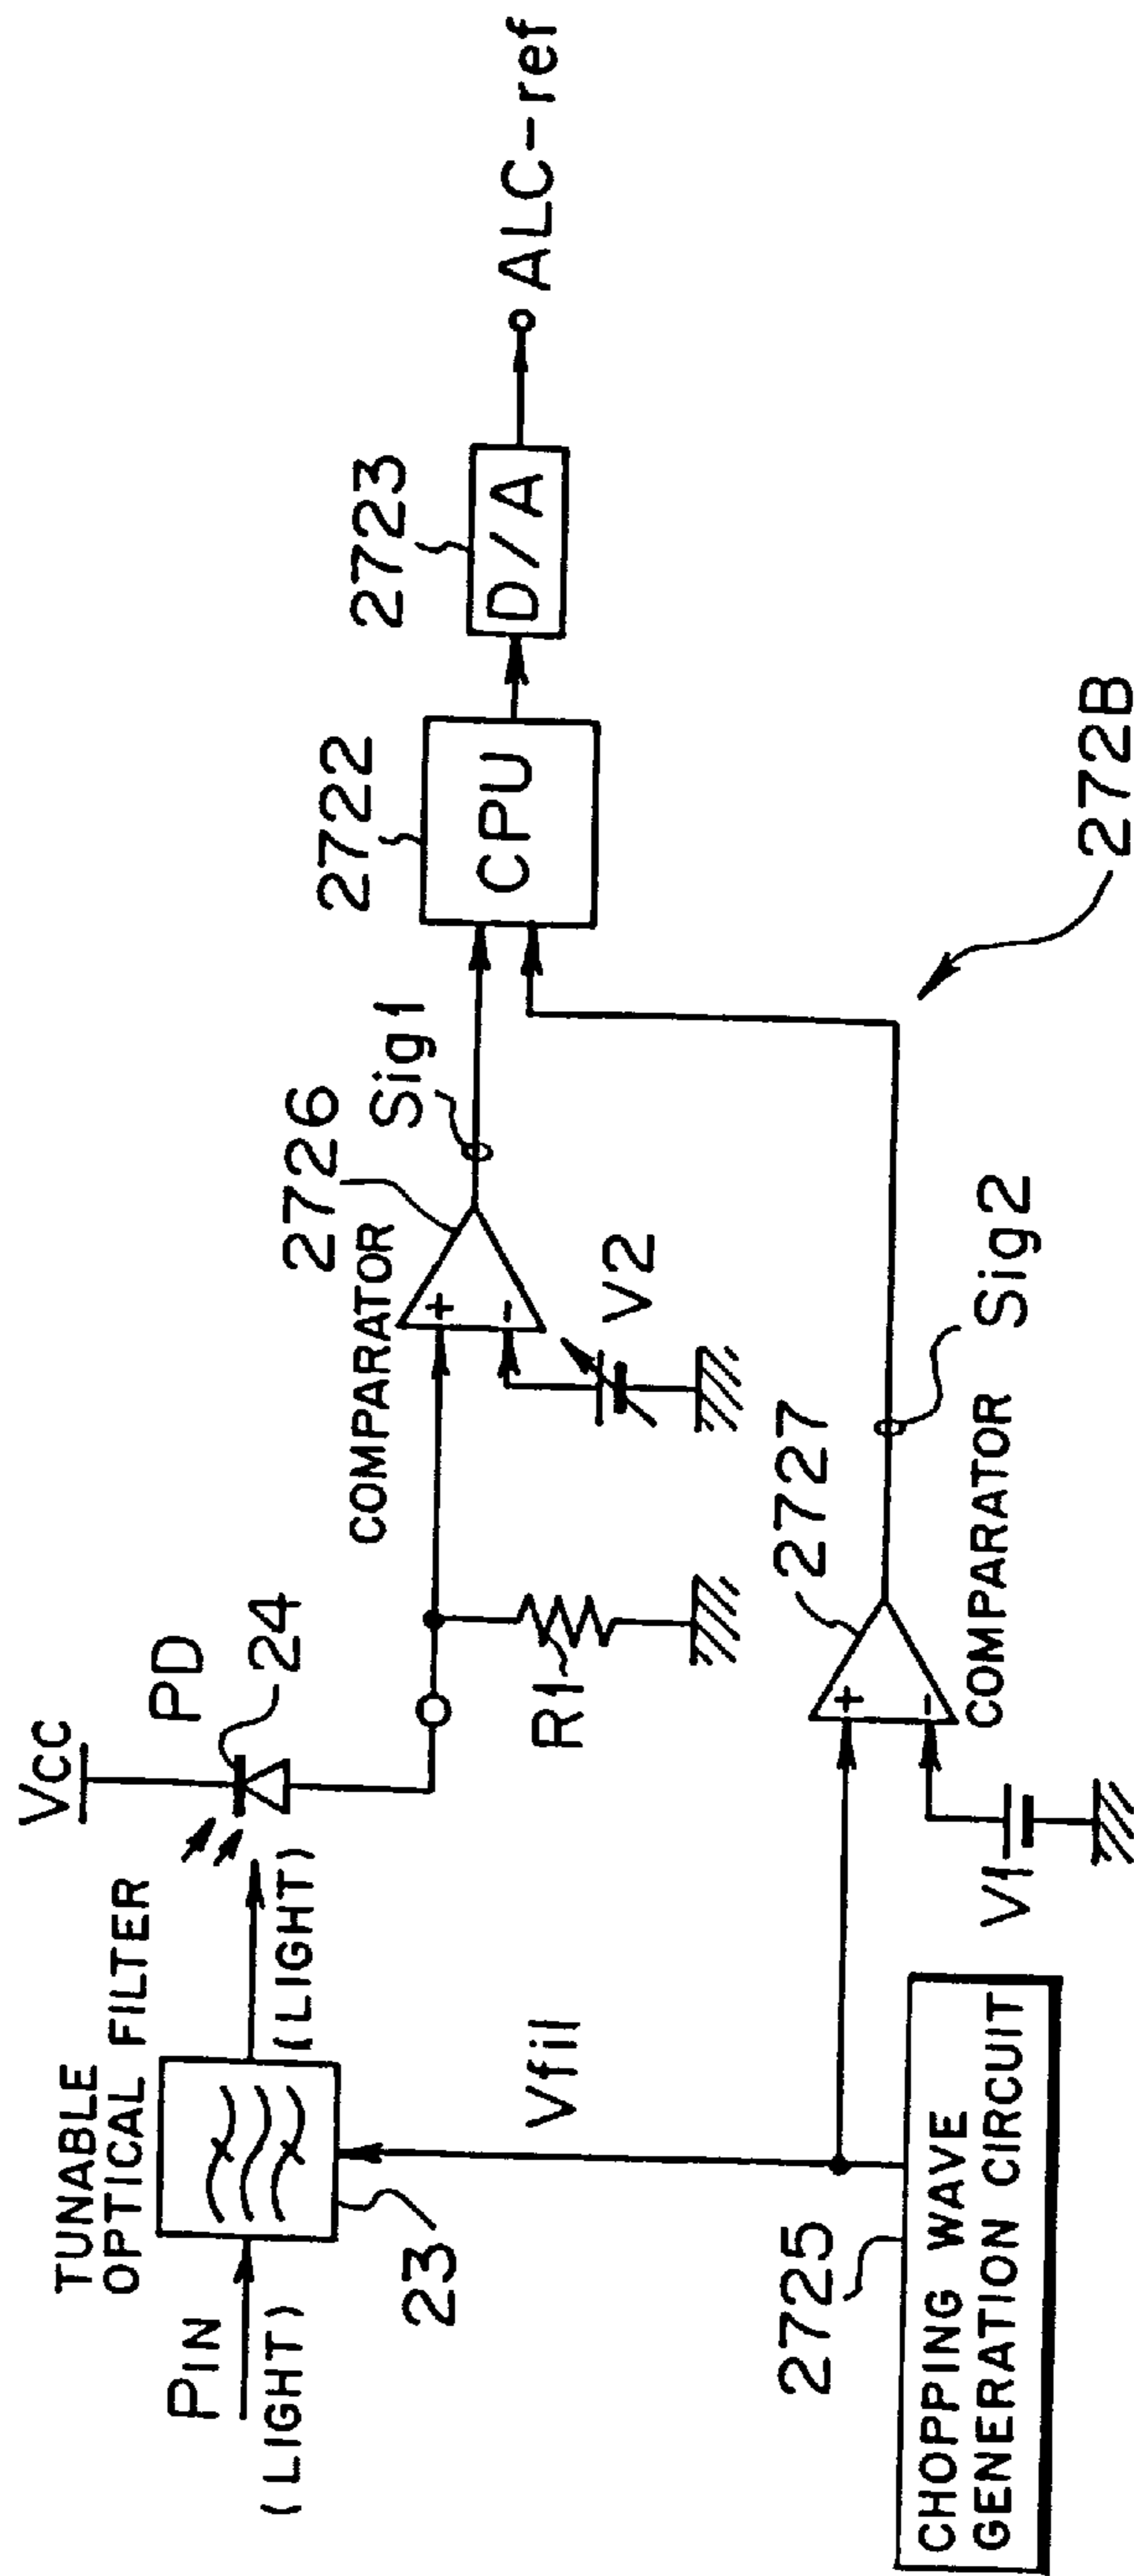 TUNABLE
OPTICAL FILTER
PIN
(LIGHT)
23
(LIGHT)
Vcc
PD
24
Vfil
R1
COMPARATOR
2726
V2
Sig1
2722
CPU
2723
D/A
ALC-ref
2725
CHOPPING WAVE
GENERATION CIRCUIT
V1
2727
COMPARATOR
Sig2
272B